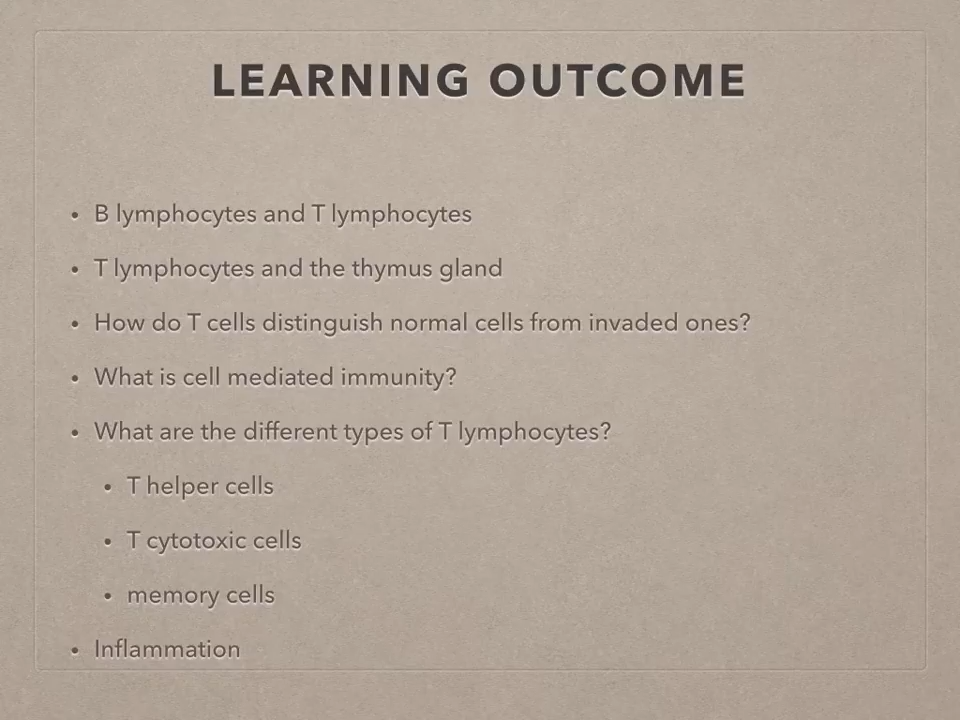 LEARNING OUTCOME
• B lymphocytes and T lymphocytes
• T lymphocytes and the thymus gland
• How do T cells distinguish normal cells from invaded ones?
• What is cell mediated immunity?
• What are the different types of T lymphocytes?
• T helper cells
• T cytotoxic cells
• memory cells
• Inflammation